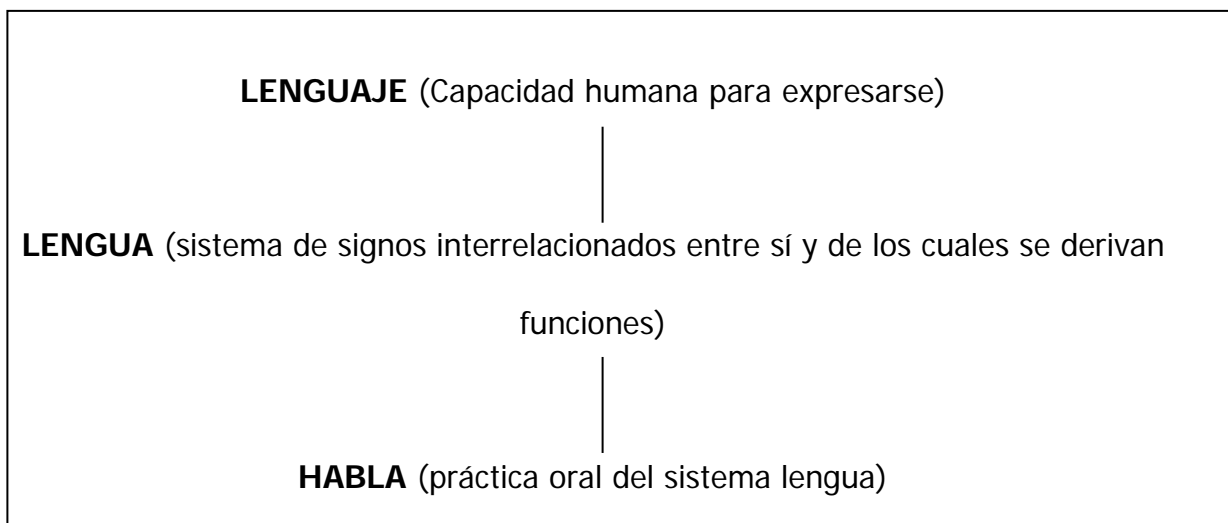 LENGUAJE (Capacidad humana para expresarse)
LENGUA (sistema de signos interrelacionados entre sí y de los cuales se derivan
funciones)
HABLA (práctica oral del sistema lengua)